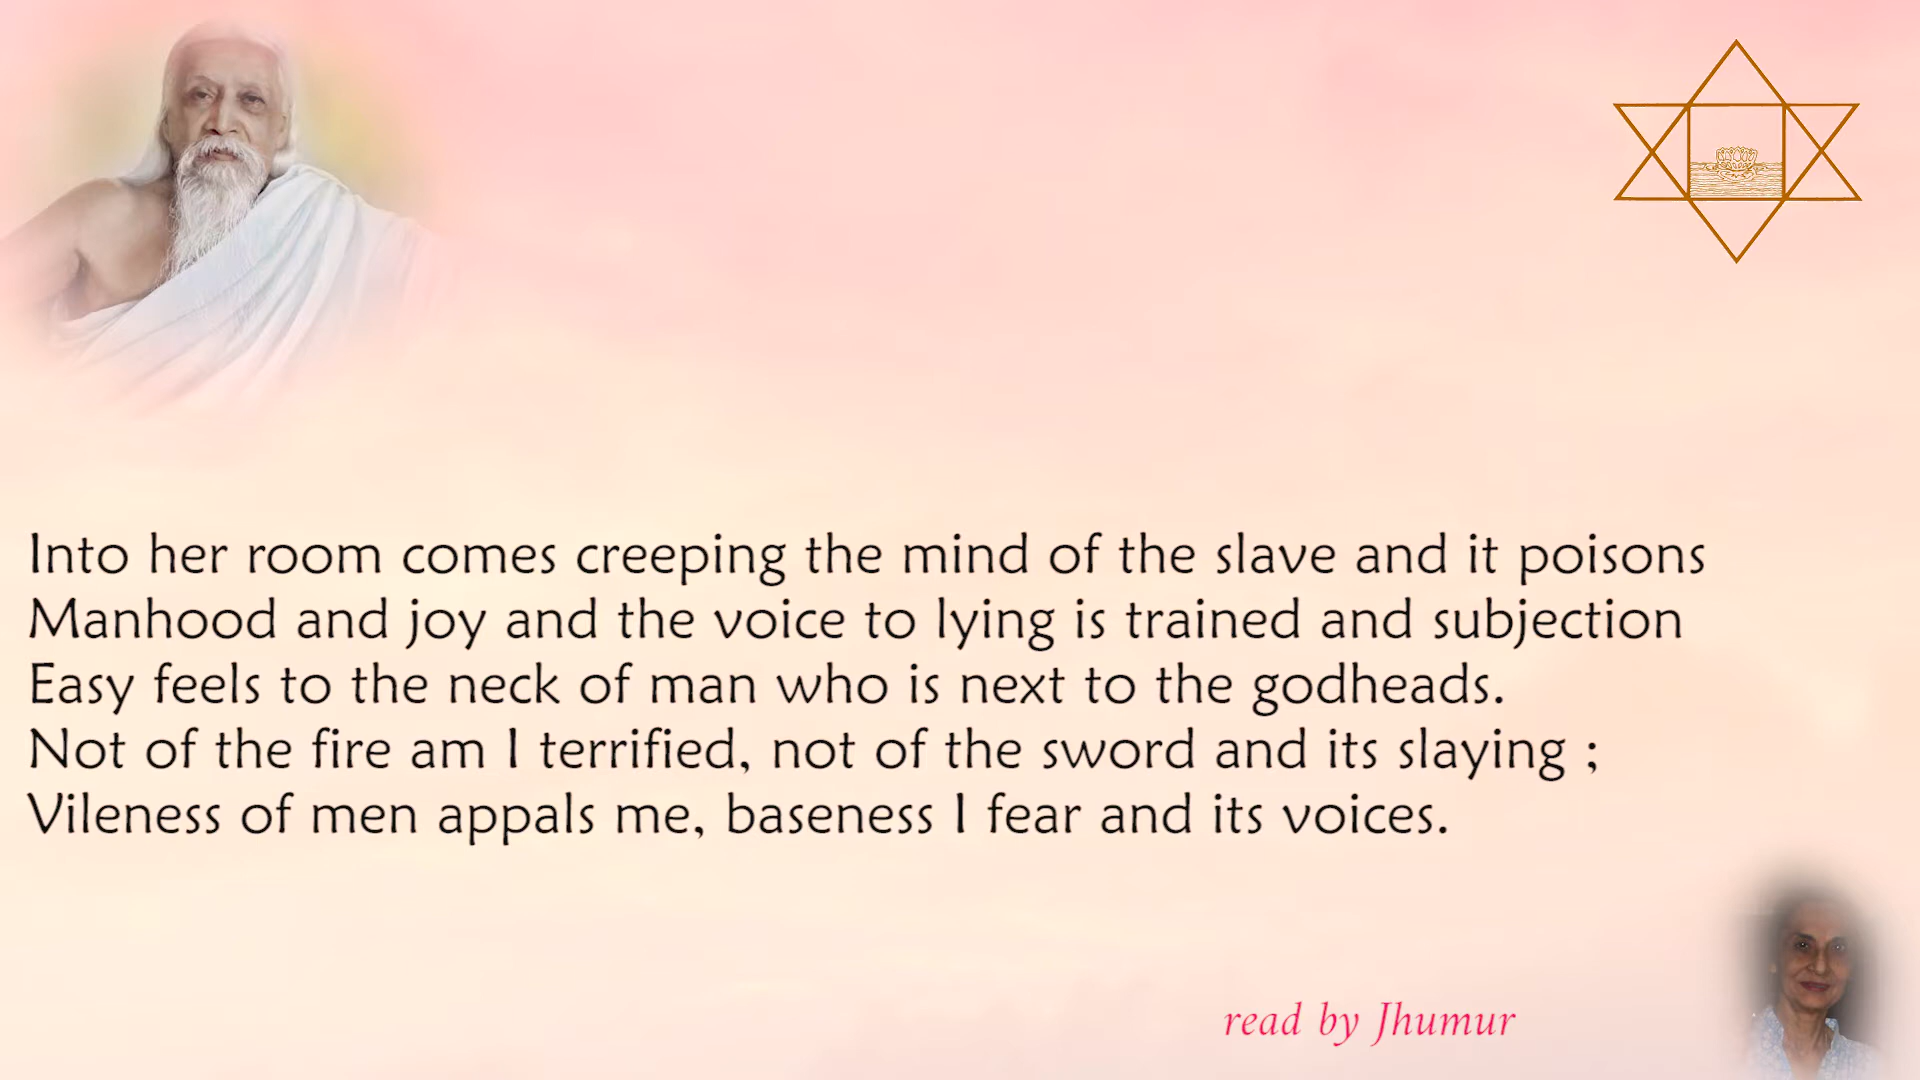 Into her room comes creeping the mind of the slave and it poisons
Manhood and joy and the voice to lying is trained and subjection
Easy feels to the neck of man who is next to the godheads.
Not of the fire am I terrified, not of the sword and its slaying ;
Vileness of men appals me, baseness I fear and its voices.
read by Jhumur